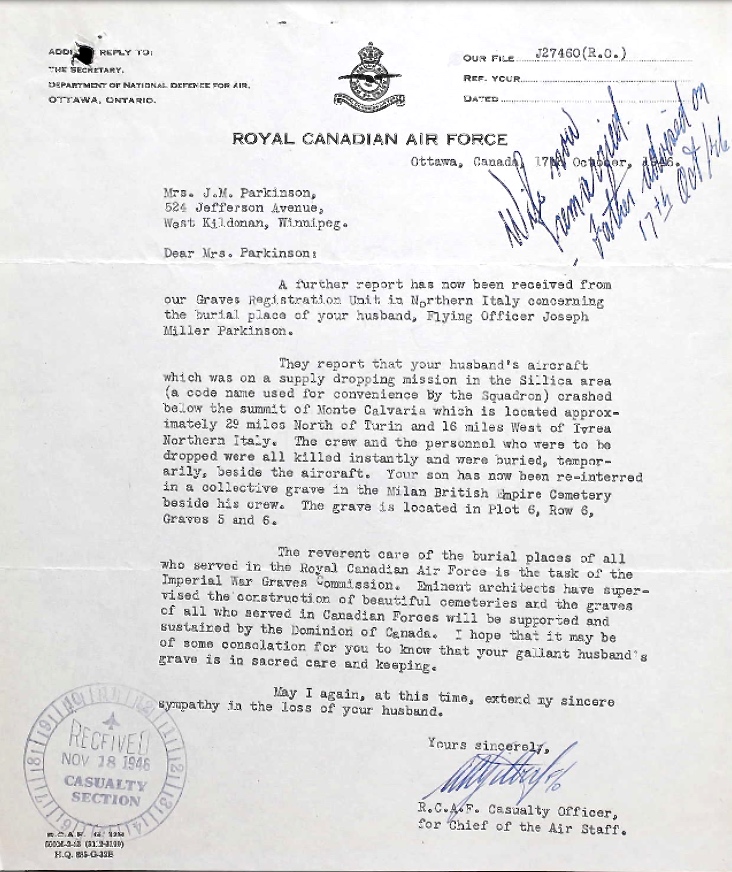 REPLY TO:
THE SECRETARY,
DEPARTMENT OF NATIONAL DEFENCE FOR AIR,
OTTAWA, ONTARIO.
OUR FILE J27460(R.O.)
REF. YOUR
DATED
ROYAL CANADIAN AIR FORCE
Ottawa, Canada, 17th October, 1946.
Wife now
remarried.
Father advised on
17th Oct/46
Mrs. J.M. Parkinson,
524 Jefferson Avenue,
West Kildonan, Winnipeg.
Dear Mrs. Parkinson:
A further report has now been received from
our Graves Registration Unit in Northern Italy concerning
the burial place of your husband, Flying Officer Joseph
Miller Parkinson.
They report that your husband's aircraft
which was on a supply dropping mission in the Sillica area
(a code name used for convenience By the Squadron) crashed
below the summit of Monte Calvaria which is located approx-
imately 29 miles North of Turin and 16 miles West of Ivrea
Northern Italy. The crew and the personnel who were to be
dropped were all killed instantly and were buried, tempor-
arily, beside the aircraft. Your son has now been re-interred
in a collective grave in the Milan British Empire Cemetery
beside his crew. The grave is located in Plot 6, Row 6,
Graves 5 and 6.
The reverent care of the burial places of all
who served in the Royal Canadian Air Force is the task of the
Imperial War Graves Commission. Eminent architects have super-
vised the construction of beautiful cemeteries and the graves
of all who served in Canadian Forces will be supported and
sustained by the Dominion of Canada. I hope that it may be
of some consolation for you to know that your gallant husband's
grave is in sacred care and keeping.
May I again, at this time, extend my sincere
sympathy in the loss of your husband.
Yours sincerely,
R.C.A.F. Casualty Officer,
for Chief of the Air Staff.
RECEIVED
NOV 18 1946
CASUALTY
SECTION
R.C.A.F. G. 32B
H.Q. 885-G-32B